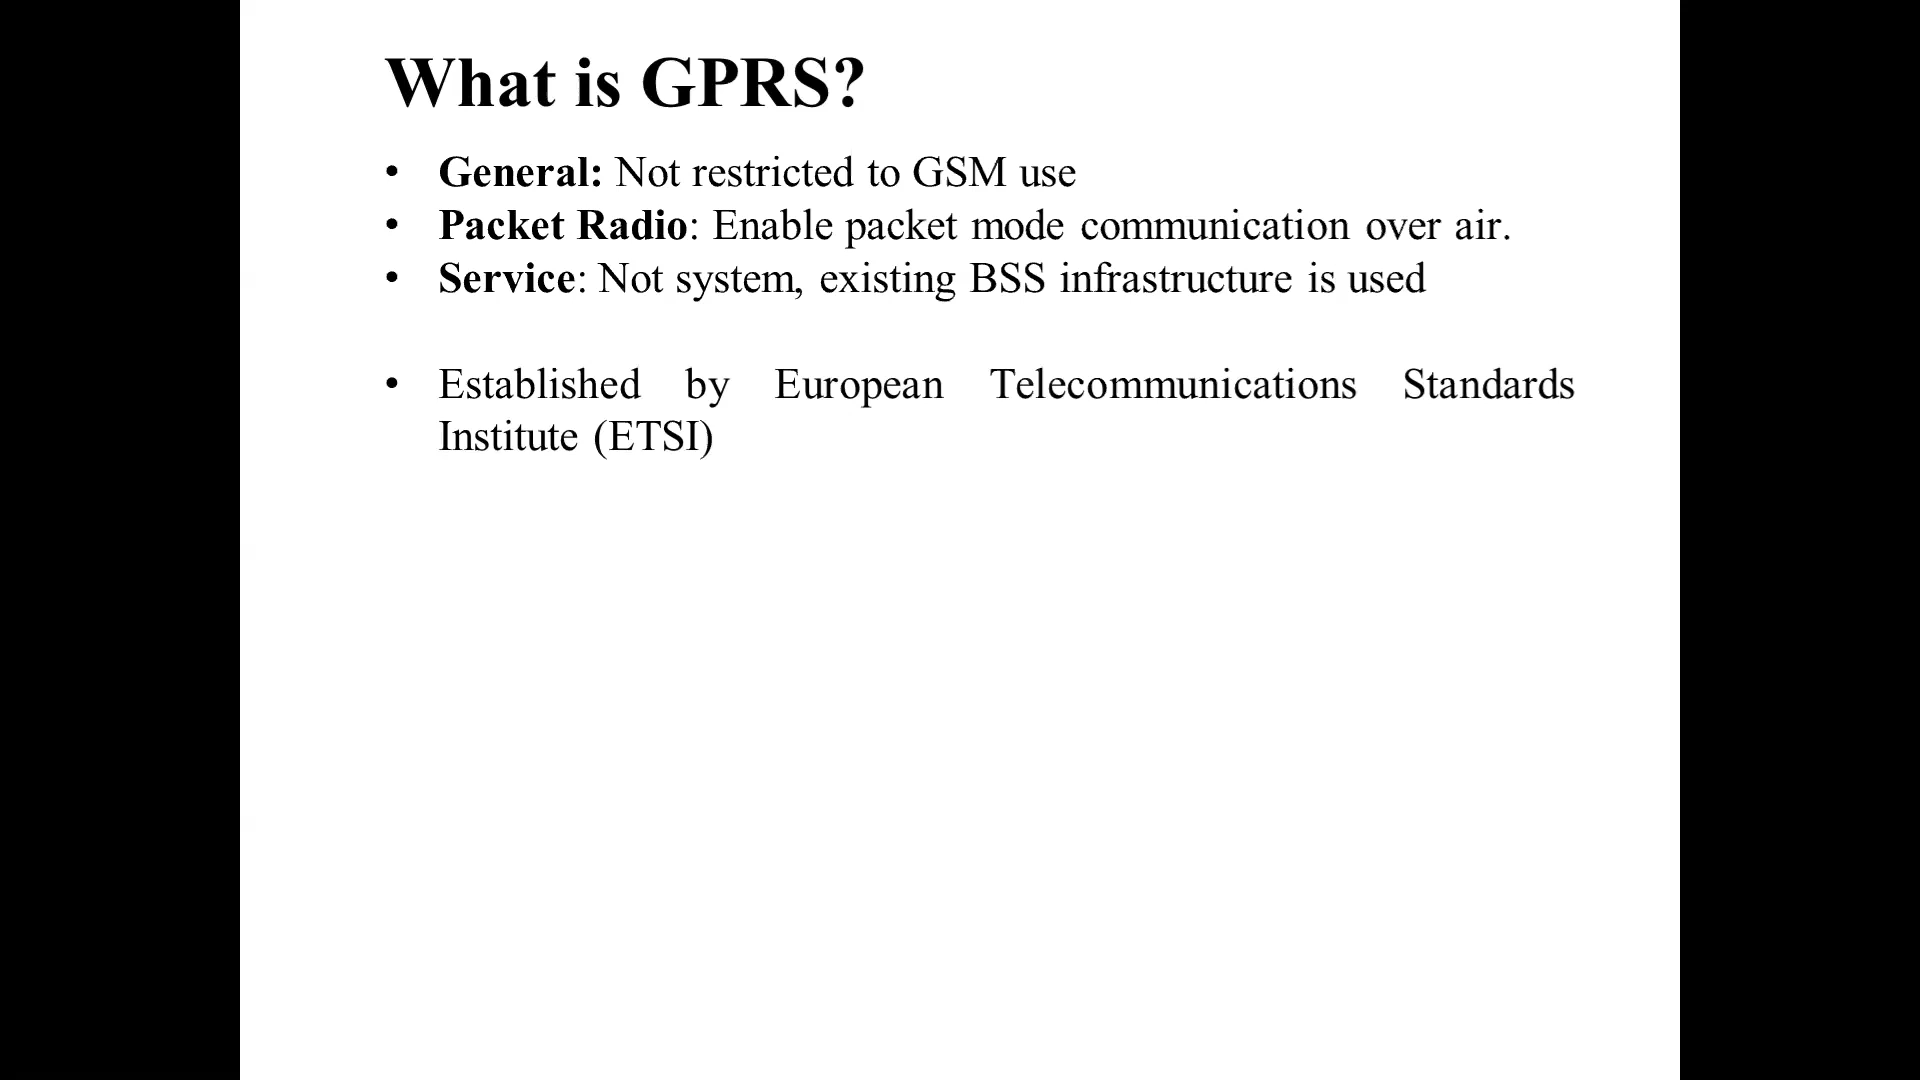 What is GPRS?
• General: Not restricted to GSM use
• Packet Radio: Enable packet mode communication over air.
• Service: Not system, existing BSS infrastructure is used
• Established by European Telecommunications Standards
Institute (ETSI)